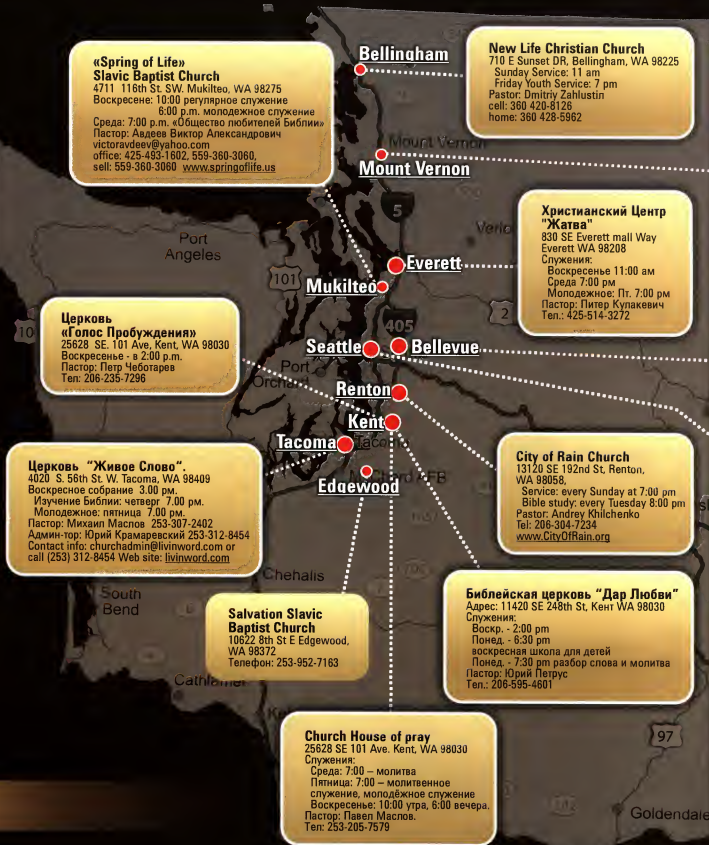 «Spring of Life»
Slavic Baptist Church
4711 116th St. SW. Mukilteo, WA 98275
Воскресене: 10:00 регулярное служение
6:00 p.m. молодежное служение
Среда: 7:00 p.m. «Общество любителей Библии»
Пастор: Авдеев Виктор Александрович
victoravdeev@yahoo.com
office: 425-493-1602, 559-360-3060,
sell: 559-360-3060 www.springoflife.us
Bellingham
New Life Christian Church
710 E Sunset DR, Bellingham, WA 98225
Sunday Service: 11 am
Friday Youth Service: 7 pm
Pastor: Dmitriy Zahlustin
cell: 360 420-8126
home: 360 428-5962
Mount Vernon
Mount Vernon
5
Port
Angeles
101
Христианский Центр
"Жатва"
830 SE Everett mall Way
Everett WA 98208
Служения:
Воскресенье 11:00 am
Среда 7:00 pm
Молодежное: Пт. 7:00 pm
Пастор: Питер Кулакевич
Тел.: 425-514-3272
Everett
Mukilteo
2
10
Церковь
«Голос Пробуждения»
25628 SE. 101 Ave, Kent, WA 98030
Воскресенье - в 2:00 p.m.
Пастор: Петр Чеботарев
Тел: 206-235-7296
405
Seattle
Bellevue
Port
Orchard
Renton
Kent
Tacoma
Tacoma
AFB
Edgewood
Церковь "Живое Слово".
4020 S. 56th St. W. Tacoma, WA 98409
Воскресное собрание 3.00 pm.
Изучение Библии: четверг 7.00 pm.
Молодежное: пятница 7.00 pm.
Пастор: Михаил Маслов 253-307-2402
Админ-тор: Юрий Крамаревский 253-312-8454
Contact info: churchadmin@livinword.com or
call (253) 312-8454 Web site: livinword.com
City of Rain Church
13120 SE 192nd St, Renton,
WA 98058,
Service: every Sunday at 7:00 pm
Bible study: every Tuesday 8:00 pm
Pastor: Andrey Khilchenko
Tel: 206-304-7234
www.CityOfRain.org
Chehalis
South
Bend
Salvation Slavic
Baptist Church
10622 8th St E Edgewood,
WA 98372
Телефон: 253-952-7163
Библейская церковь "Дар Любви"
Адрес: 11420 SE 248th St, Кент WA 98030
Служения:
Воскр. - 2:00 pm
Понед. - 6:30 pm
воскресная школа для детей
Понед. - 7:30 pm разбор слова и молитва
Пастор: Юрий Петрус
Тел.: 206-595-4601
Cathlamet
Church House of pray
25628 SE 101 Ave. Kent, WA 98030
Служения:
Среда: 7:00 – молитва
Пятница: 7:00 – молитвенное
служение, молодёжное служение
Воскресенье: 10:00 утра, 6:00 вечера.
Пастор: Павел Маслов.
Тел: 253-205-7579
97
Goldendale